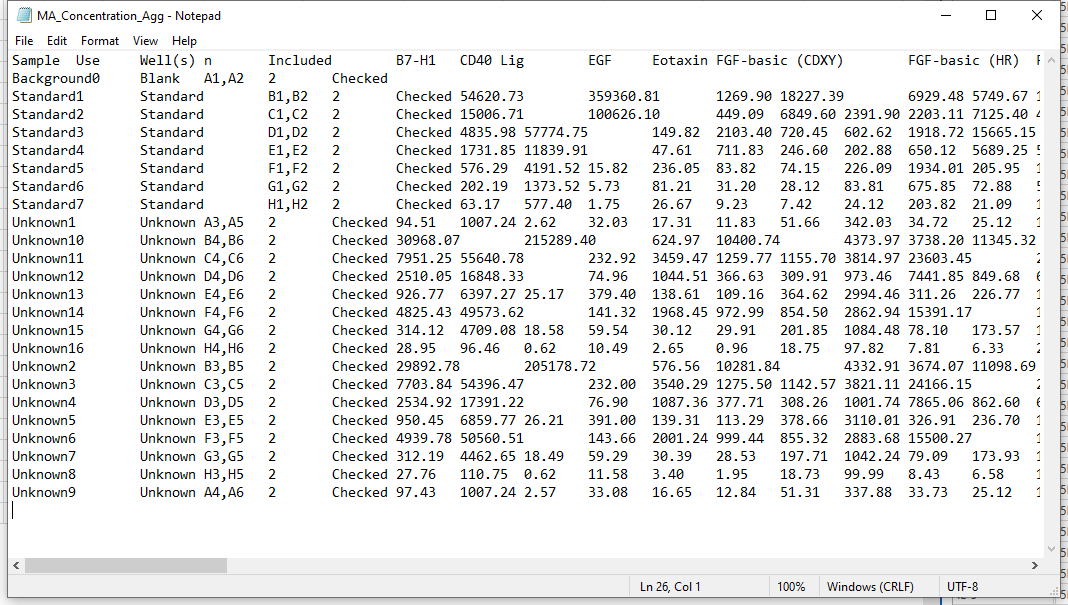 MA_Concentration_Agg - Notepad
File Edit Format View Help
Sample Use Well(s) n Included B7-H1 CD40 Lig EGF Eotaxin FGF-basic (CDXY) FGF-basic (HR)
Background0 Blank A1,A2 2 Checked
Standard1 Standard B1,B2 2 Checked 54620.73 359360.81 1269.90 18227.39 6929.48 5749.67
Standard2 Standard C1,C2 2 Checked 15006.71 100626.10 449.09 6849.60 2391.90 2203.11 7125.40
Standard3 Standard D1,D2 2 Checked 4835.98 57774.75 149.82 2103.40 720.45 602.62 1918.72 15665.15
Standard4 Standard E1,E2 2 Checked 1731.85 11839.91 47.61 711.83 246.60 202.88 650.12 5689.25
Standard5 Standard F1,F2 2 Checked 576.29 4191.52 15.82 236.05 83.82 74.15 226.09 1934.01 205.95
Standard6 Standard G1,G2 2 Checked 202.19 1373.52 5.73 81.21 31.20 28.12 83.81 675.85 72.88
Standard7 Standard H1,H2 2 Checked 63.17 577.40 1.75 26.67 9.23 7.42 24.12 203.82 21.09
Unknown1 Unknown A3,A5 2 Checked 94.51 1007.24 2.62 32.03 17.31 11.83 51.66 342.03 34.72 25.12
Unknown10 Unknown B4,B6 2 Checked 30968.07 215289.40 624.97 10400.74 4373.97 3738.20 11345.32
Unknown11 Unknown C4,C6 2 Checked 7951.25 55640.78 232.92 3459.47 1259.77 1155.70 3814.97 23603.45
Unknown12 Unknown D4,D6 2 Checked 2510.05 16848.33 74.96 1044.51 366.63 309.91 973.46 7441.85 849.68
Unknown13 Unknown E4,E6 2 Checked 926.77 6397.27 25.17 379.40 138.61 109.16 364.62 2994.46 311.26 226.77
Unknown14 Unknown F4,F6 2 Checked 4825.43 49573.62 141.32 1968.45 972.99 854.50 2862.94 15391.17
Unknown15 Unknown G4,G6 2 Checked 314.12 4709.08 18.58 59.54 30.12 29.91 201.85 1084.48 78.10 173.57
Unknown16 Unknown H4,H6 2 Checked 28.95 96.46 0.62 10.49 2.65 0.96 18.75 97.82 7.81 6.33
Unknown2 Unknown B3,B5 2 Checked 29892.78 205178.72 576.56 10281.84 4332.91 3674.07 11098.69
Unknown3 Unknown C3,C5 2 Checked 7703.84 54396.47 232.00 3540.29 1275.50 1142.57 3821.11 24166.15
Unknown4 Unknown D3,D5 2 Checked 2534.92 17391.22 76.90 1087.36 377.71 308.26 1001.74 7865.06 862.60
Unknown5 Unknown E3,E5 2 Checked 950.45 6859.77 26.21 391.00 139.31 113.29 378.66 3110.01 326.91 236.70
Unknown6 Unknown F3,F5 2 Checked 4939.78 50560.51 143.66 2001.24 999.44 855.32 2883.68 15500.27
Unknown7 Unknown G3,G5 2 Checked 312.19 4462.65 18.49 59.29 30.39 28.53 197.71 1042.24 79.09 173.93
Unknown8 Unknown H3,H5 2 Checked 27.76 110.75 0.62 11.58 3.40 1.95 18.73 99.99 8.43 6.58
Unknown9 Unknown A4,A6 2 Checked 97.43 1007.24 2.57 33.08 16.65 12.84 51.31 337.88 33.73 25.12
Ln 26, Col 1 100% Windows (CRLF) UTF-8